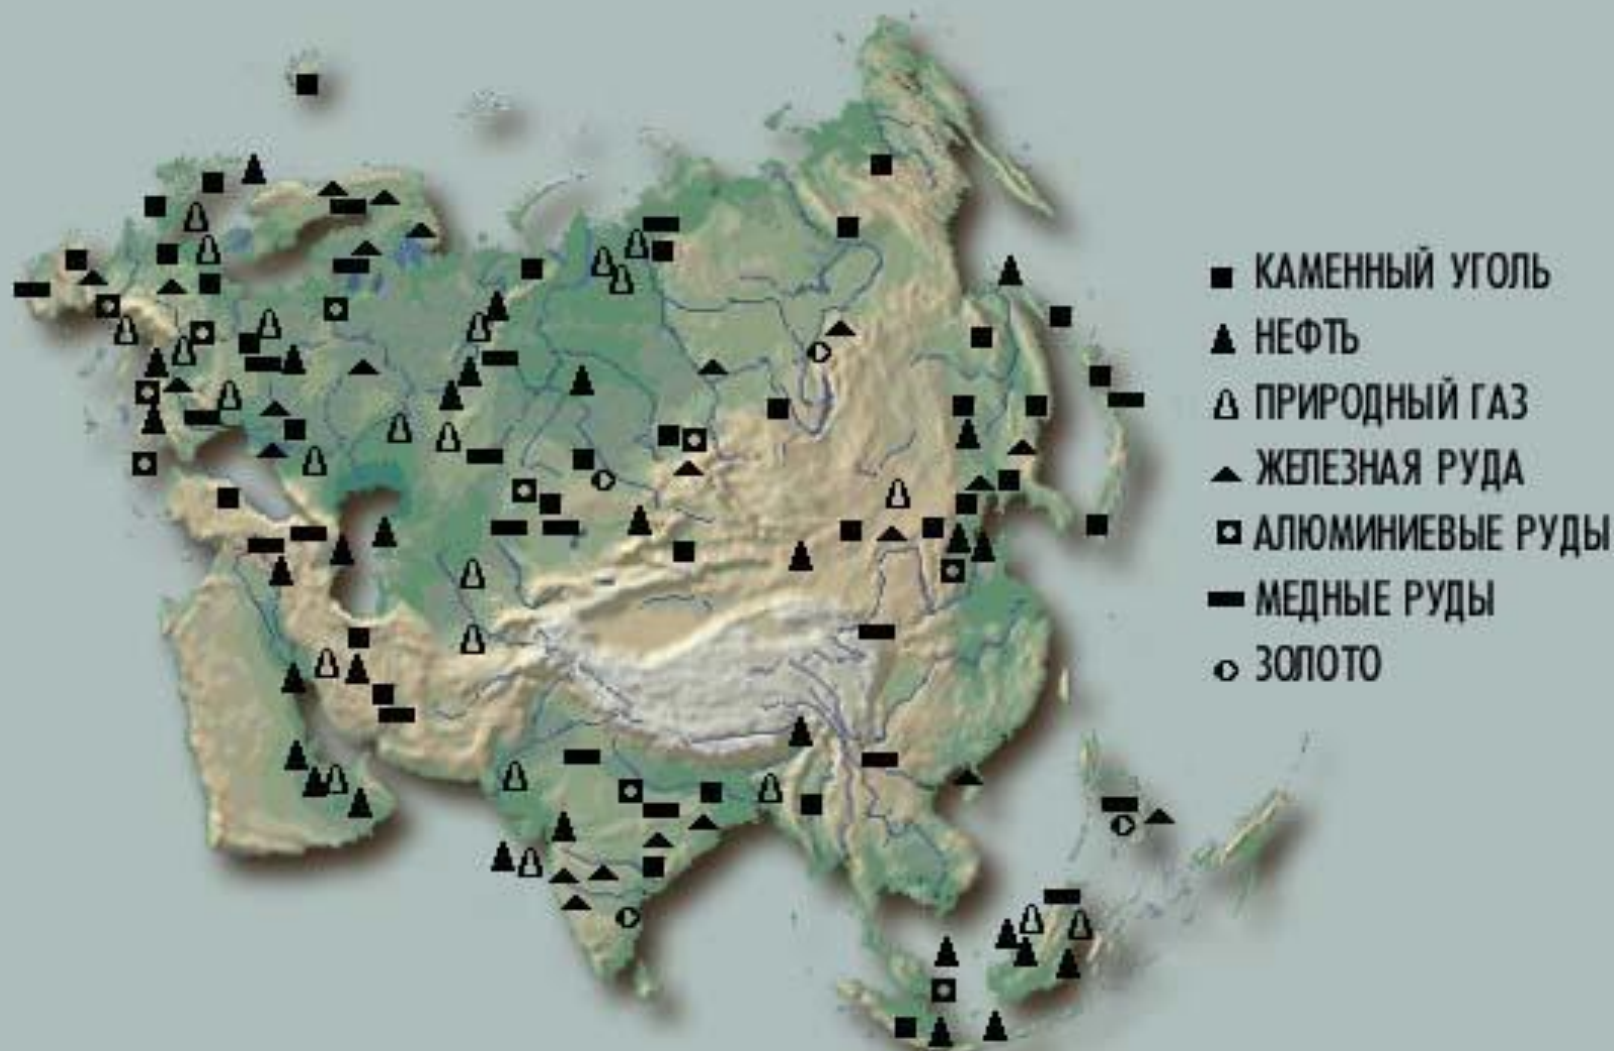 КАМЕННЫЙ УГОЛЬ
НЕФТЬ
ПРИРОДНЫЙ ГАЗ
ЖЕЛЕЗНАЯ РУДА
АЛЮМИНИЕВЫЕ РУДЫ
МЕДНЫЕ РУДЫ
ЗОЛОТО